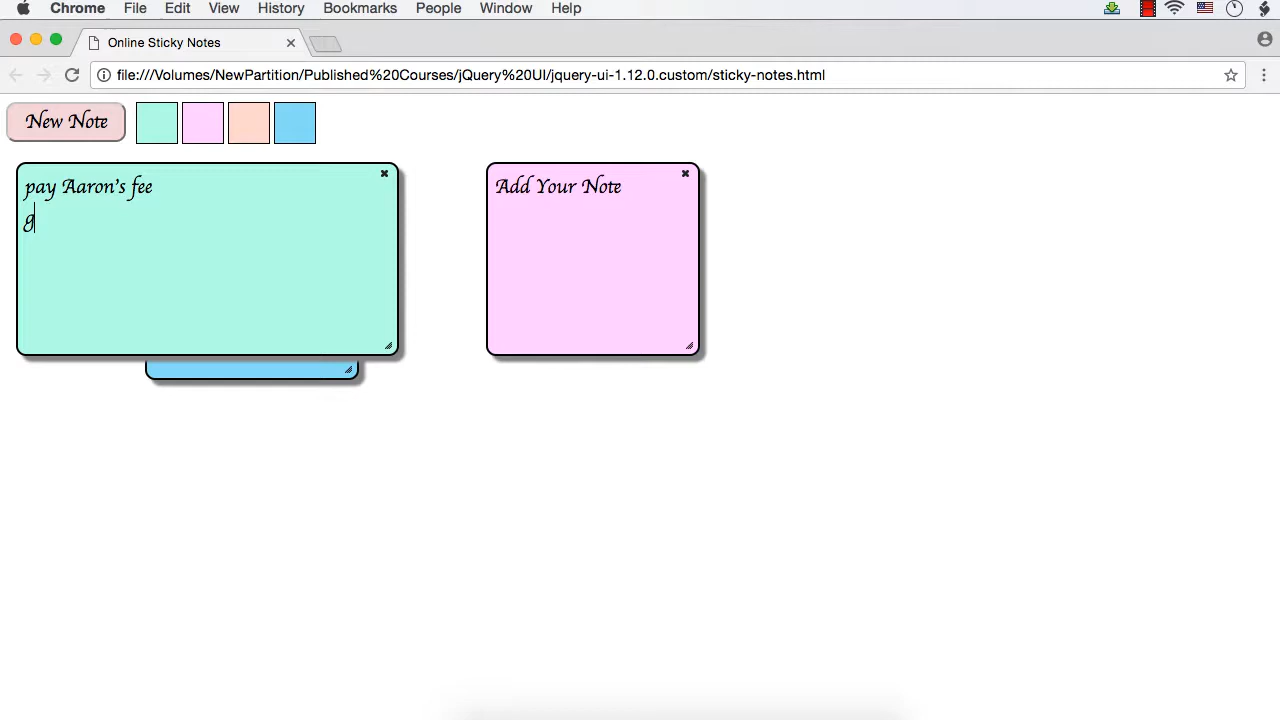 Chrome File Edit View History Bookmarks People Window Help
Online Sticky Notes
file:///Volumes/NewPartition/Published%20Courses/jQuery%20UI/jquery-ui-1.12.0.custom/sticky-notes.html
New Note
pay Aaron's fee
g
Add Your Note